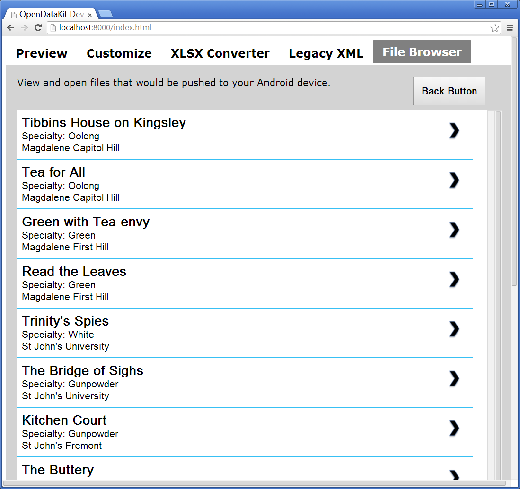 OpenDataKit Dev
localhost:8000/index.html
Preview
Customize
XLSX Converter
Legacy XML
File Browser
View and open files that would be pushed to your Android device.
Back Button
Tibbins House on Kingsley
Specialty: Oolong
Magdalene Capitol Hill
Tea for All
Specialty: Oolong
Magdalene Capitol Hill
Green with Tea envy
Specialty: Green
Magdalene First Hill
Read the Leaves
Specialty: Green
Magdalene First Hill
Trinity's Spies
Specialty: White
St John's University
The Bridge of Sighs
Specialty: Gunpowder
St John's University
Kitchen Court
Specialty: Gunpowder
St John's Fremont
The Buttery